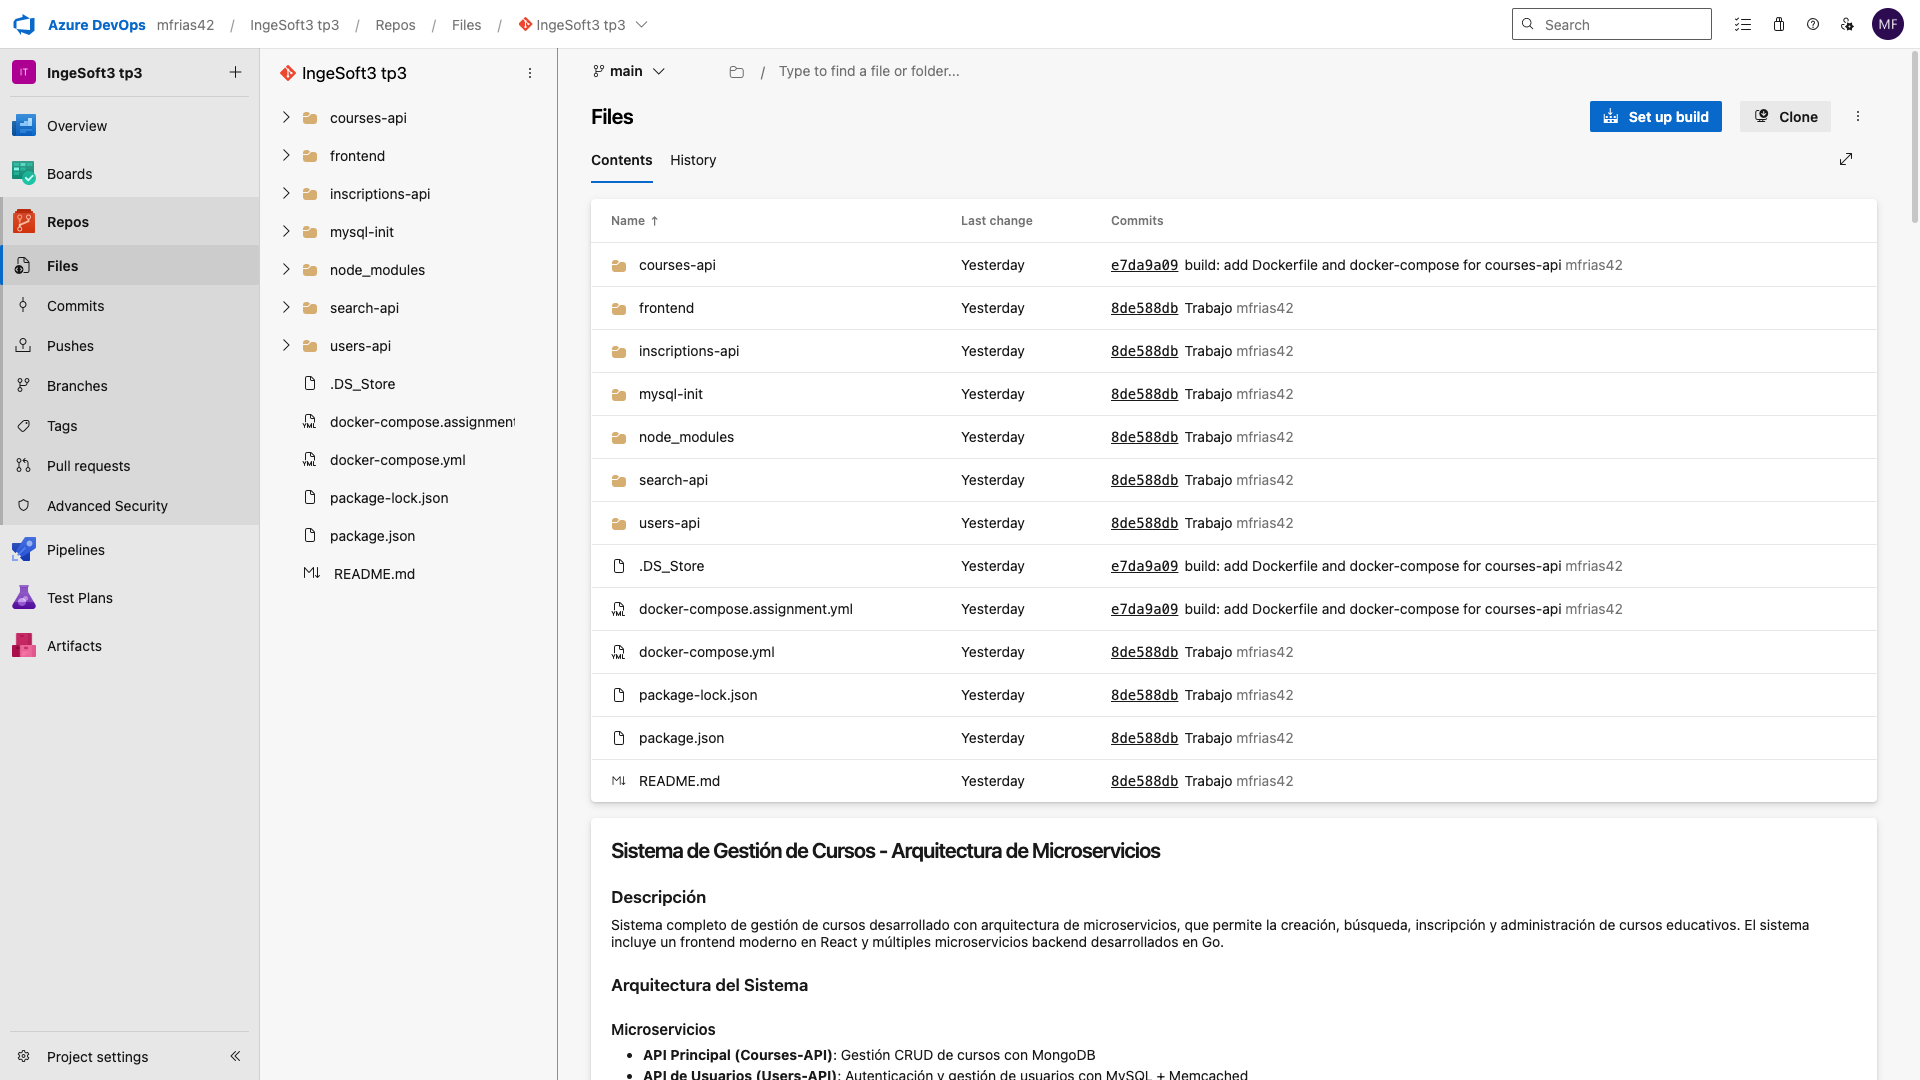 Azure DevOps mfrias42 / IngeSoft3 tp3 / Repos / Files / IngeSoft3 tp3
Search
MF
IT IngeSoft3 tp3
Overview
Boards
Repos
Files
Commits
Pushes
Branches
Tags
Pull requests
Advanced Security
Pipelines
Test Plans
Artifacts
Project settings
IngeSoft3 tp3
courses-api
frontend
inscriptions-api
mysql-init
node_modules
search-api
users-api
.DS_Store
YML docker-compose.assignment
YML docker-compose.yml
package-lock.json
package.json
README.md
main
/ Type to find a file or folder...
Files
Set up build
Clone
Contents History
Name ↑ Last change Commits
courses-api Yesterday e7da9a09 build: add Dockerfile and docker-compose for courses-api mfrias42
frontend Yesterday 8de588db Trabajo mfrias42
inscriptions-api Yesterday 8de588db Trabajo mfrias42
mysql-init Yesterday 8de588db Trabajo mfrias42
node_modules Yesterday 8de588db Trabajo mfrias42
search-api Yesterday 8de588db Trabajo mfrias42
users-api Yesterday 8de588db Trabajo mfrias42
.DS_Store Yesterday e7da9a09 build: add Dockerfile and docker-compose for courses-api mfrias42
YML docker-compose.assignment.yml Yesterday e7da9a09 build: add Dockerfile and docker-compose for courses-api mfrias42
YML docker-compose.yml Yesterday 8de588db Trabajo mfrias42
package-lock.json Yesterday 8de588db Trabajo mfrias42
package.json Yesterday 8de588db Trabajo mfrias42
README.md Yesterday 8de588db Trabajo mfrias42
Sistema de Gestión de Cursos - Arquitectura de Microservicios
Descripción
Sistema completo de gestión de cursos desarrollado con arquitectura de microservicios, que permite la creación, búsqueda, inscripción y administración de cursos educativos. El sistema
incluye un frontend moderno en React y múltiples microservicios backend desarrollados en Go.
Arquitectura del Sistema
Microservicios
• API Principal (Courses-API): Gestión CRUD de cursos con MongoDB
• API de Usuarios (Users-API): Autenticación y gestión de usuarios con MySQL + Memcached